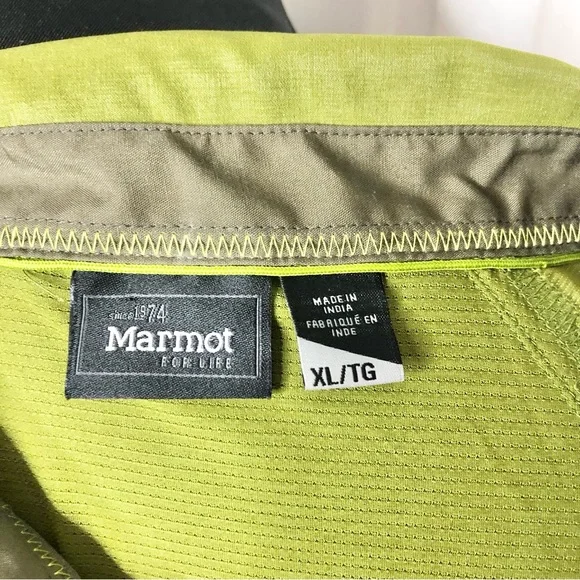 since 1974
Marmot
FOR LIFE
MADE IN
INDIA
FABRIQUÉ EN
INDE
XL/TG